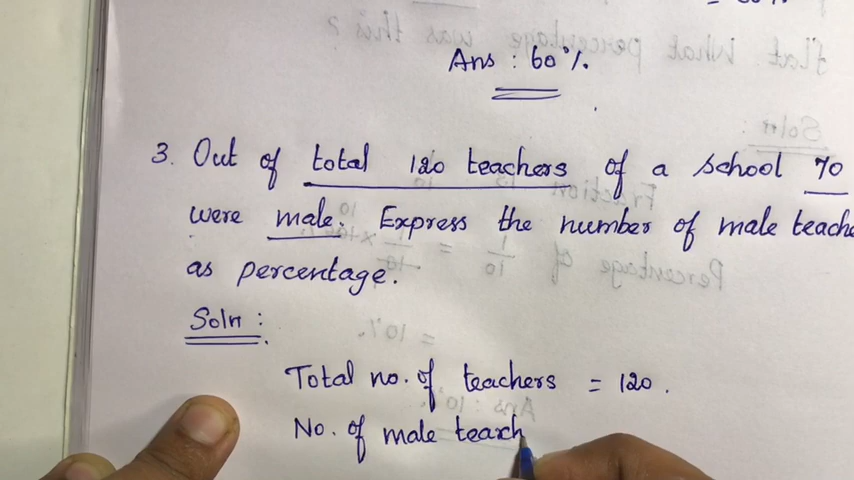 Ans : 60%.
3. Out of total 120 teachers of a school 70
were male. Express the number of male teache
as percentage.
Soln :
Total no. of teachers = 120.
No. of male teach